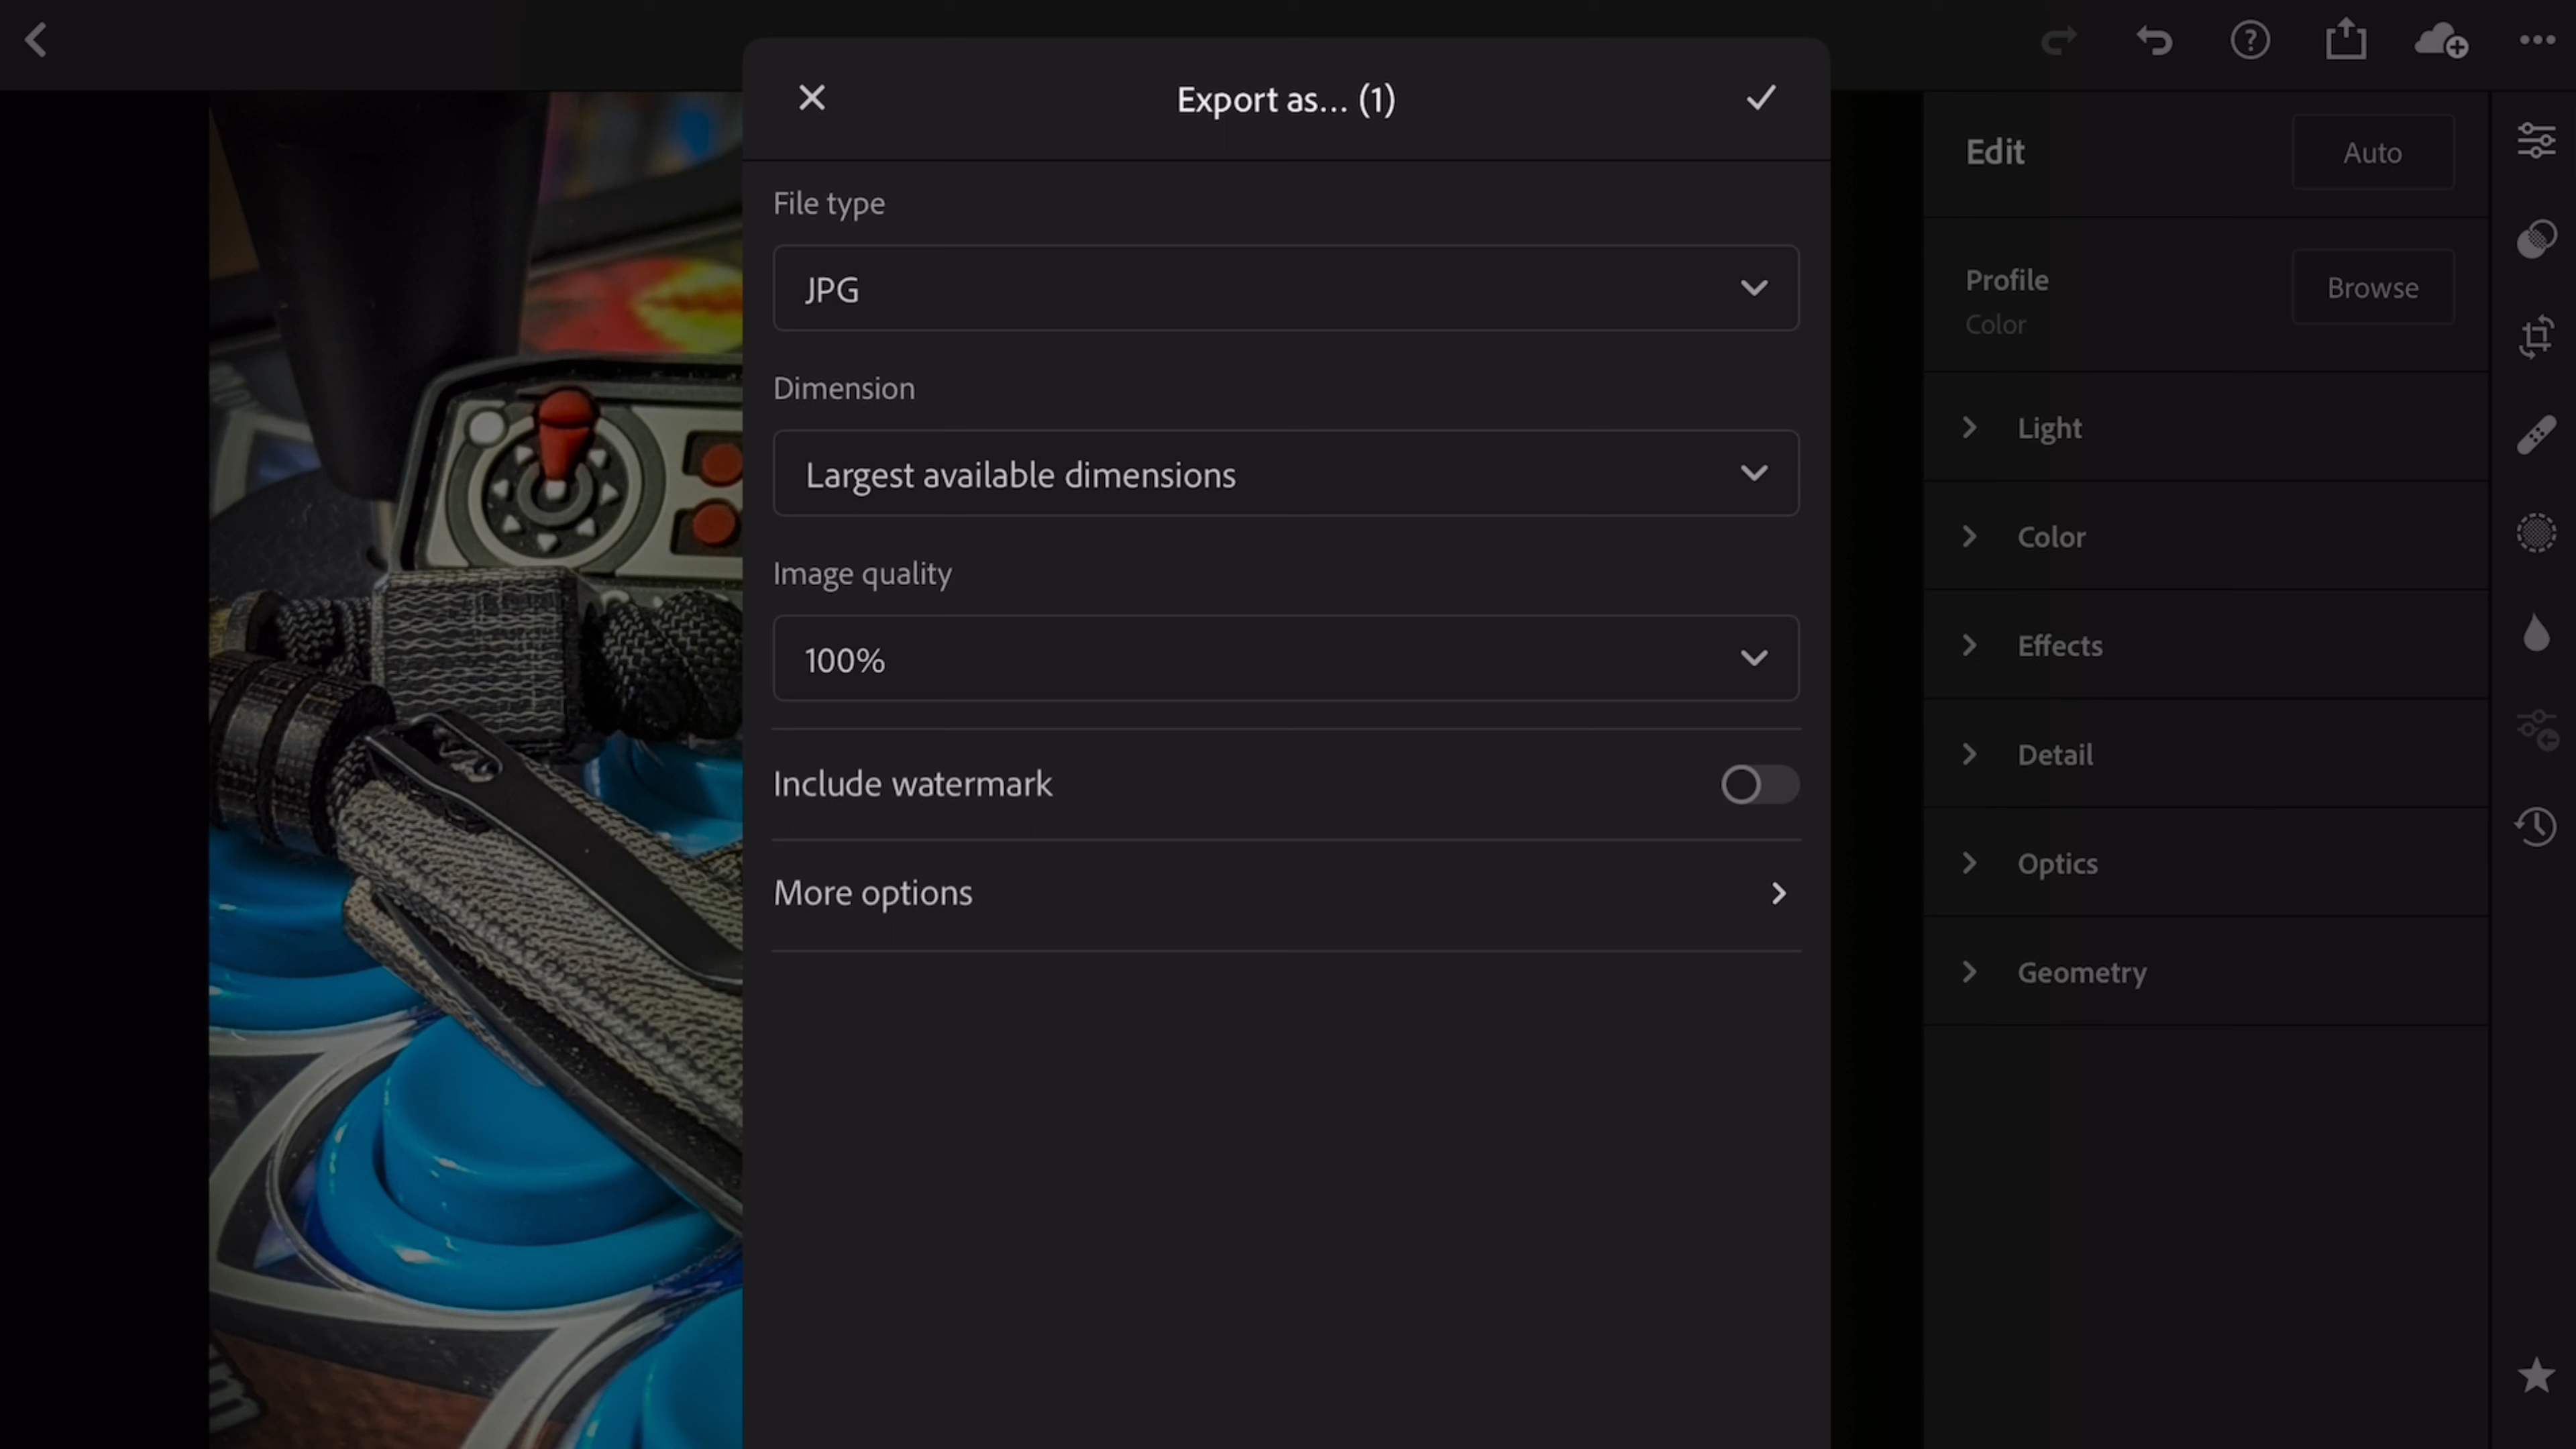 Export as... (1)
File type
JPG
Dimension
Largest available dimensions
Image quality
100%
Include watermark
More options
Edit
Auto
Profile
Color
Browse
Light
Color
Effects
Detail
Optics
Geometry